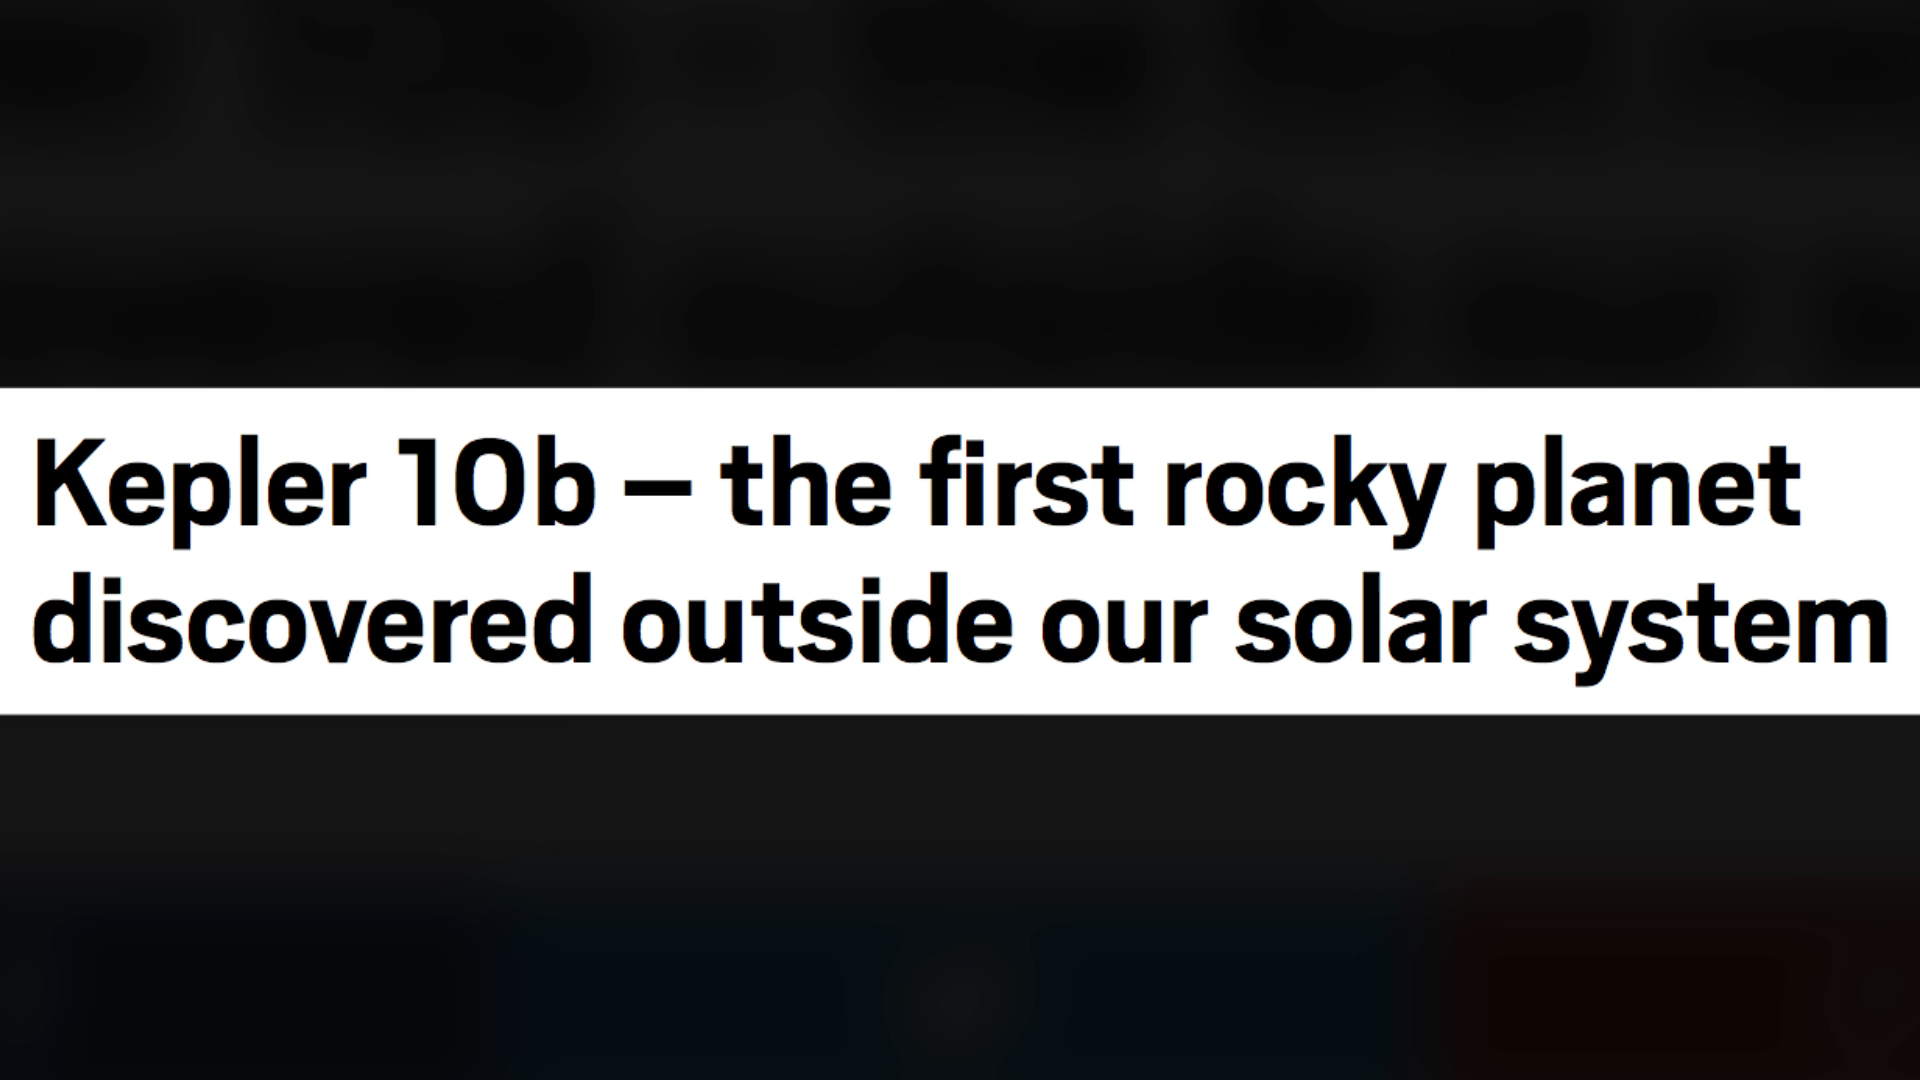 Kepler 10b – the first rocky planet
discovered outside our solar system